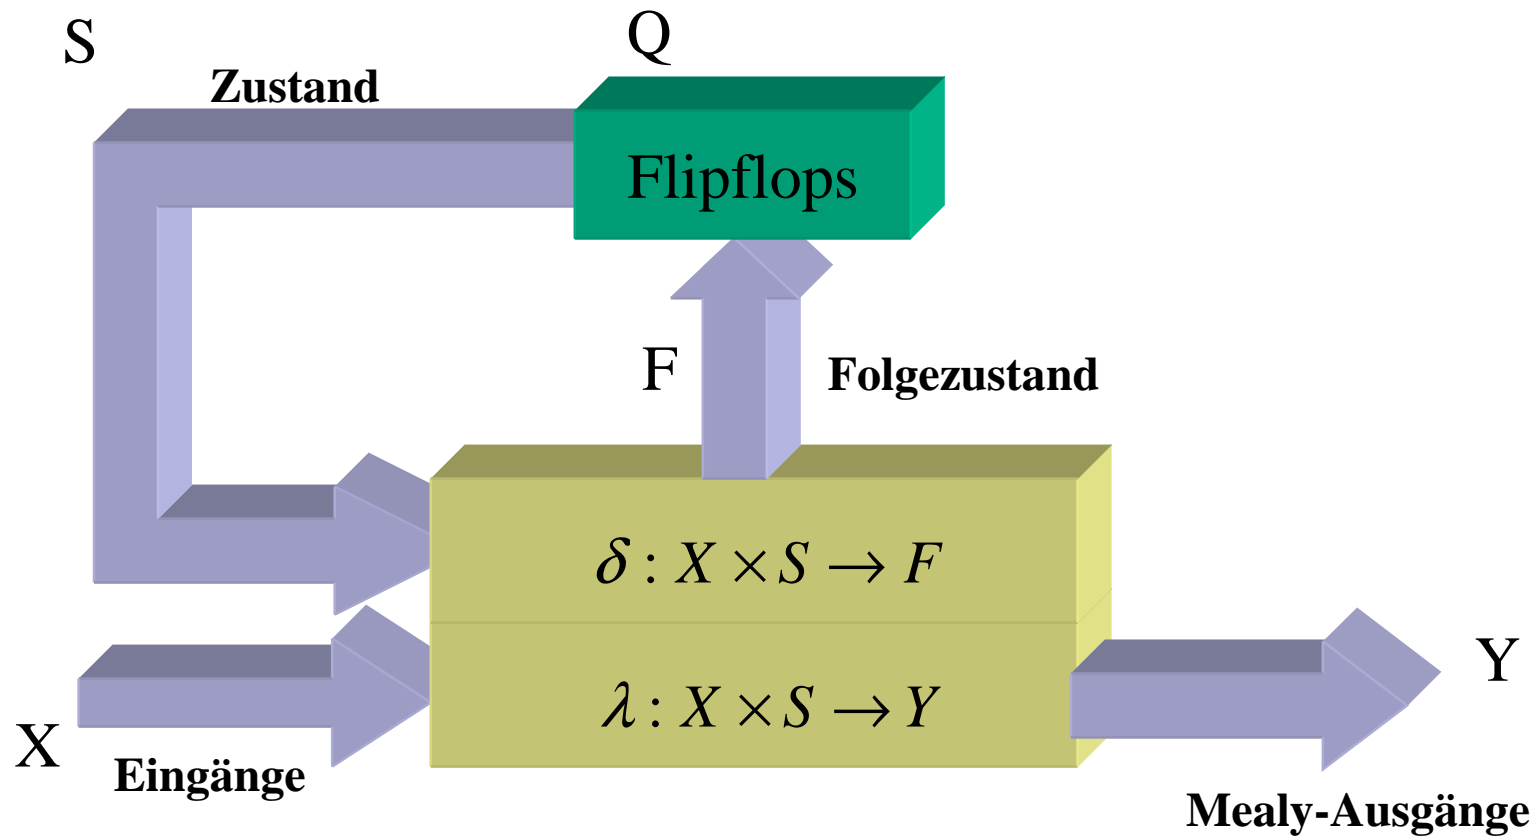 S
Q
Zustand
Flipflops
F
Folgezustand
δ : X × S → F
λ : X × S → Y
X
Eingänge
Y
Mealy-Ausgänge